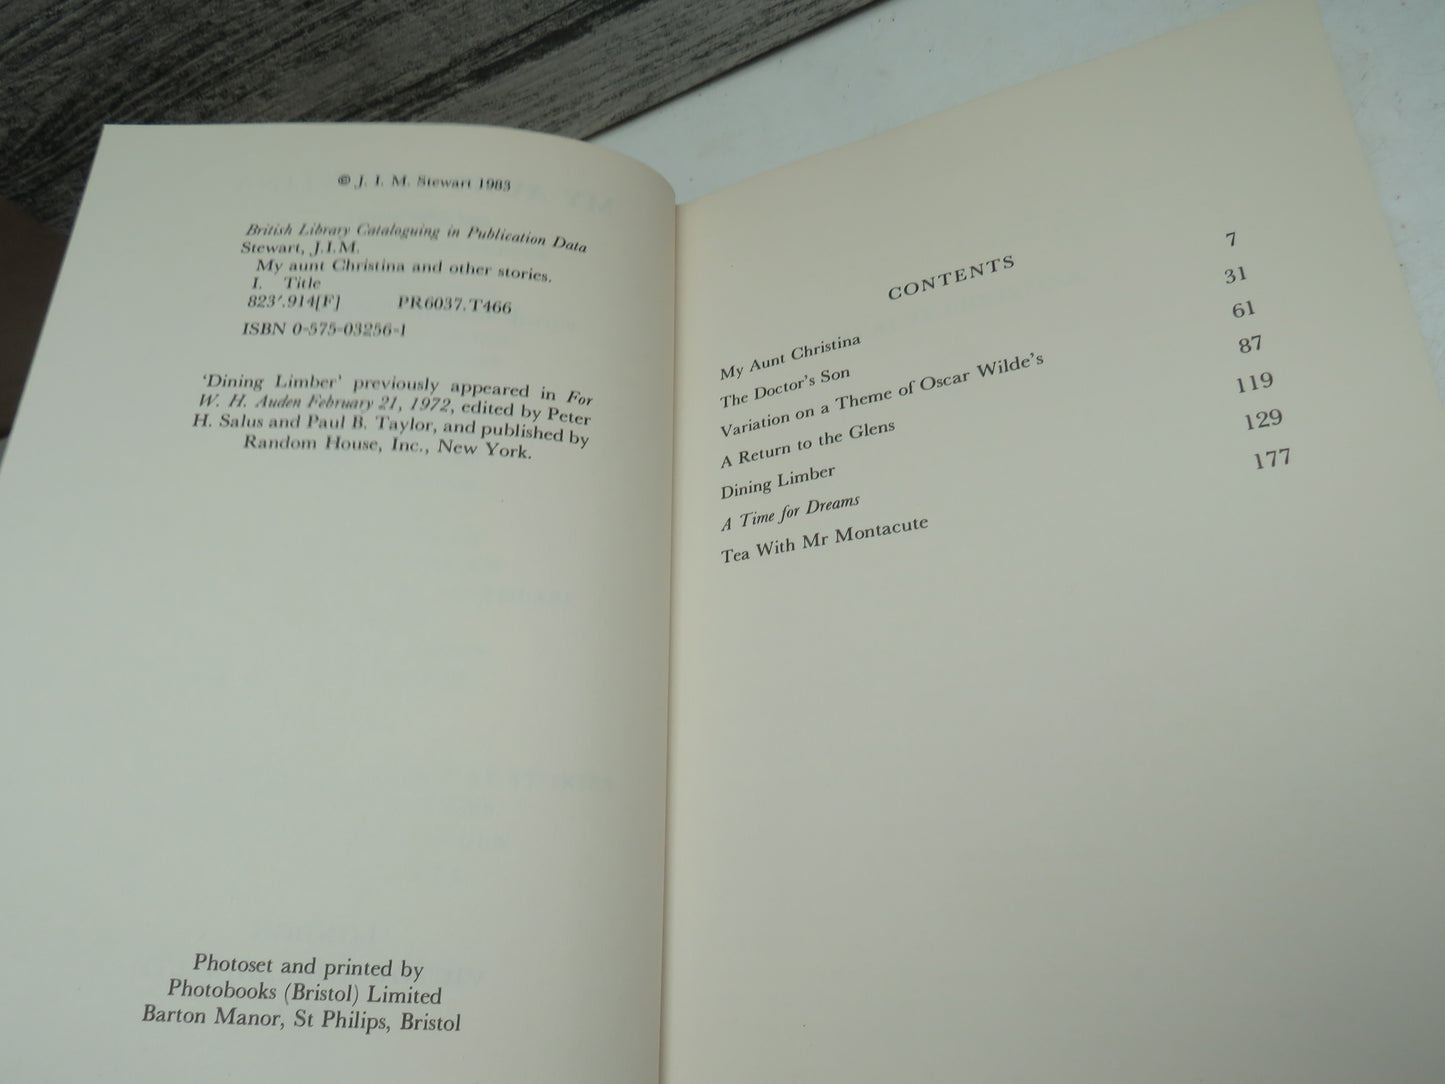 © J. I. M. Stewart 1983
British Library Cataloguing in Publication Data
Stewart, J.I.M.
My aunt Christina and other stories.
I. Title
823'.914[F] PR6037.T466
ISBN 0-575-03256-1
'Dining Limber' previously appeared in For
W. H. Auden February 21, 1972, edited by Peter
H. Salus and Paul B. Taylor, and published by
Random House, Inc., New York.
Photoset and printed by
Photobooks (Bristol) Limited
Barton Manor, St Philips, Bristol
CONTENTS
My Aunt Christina 7
The Doctor's Son 31
Variation on a Theme of Oscar Wilde's 61
A Return to the Glens 87
Dining Limber 119
A Time for Dreams 129
Tea With Mr Montacute 177